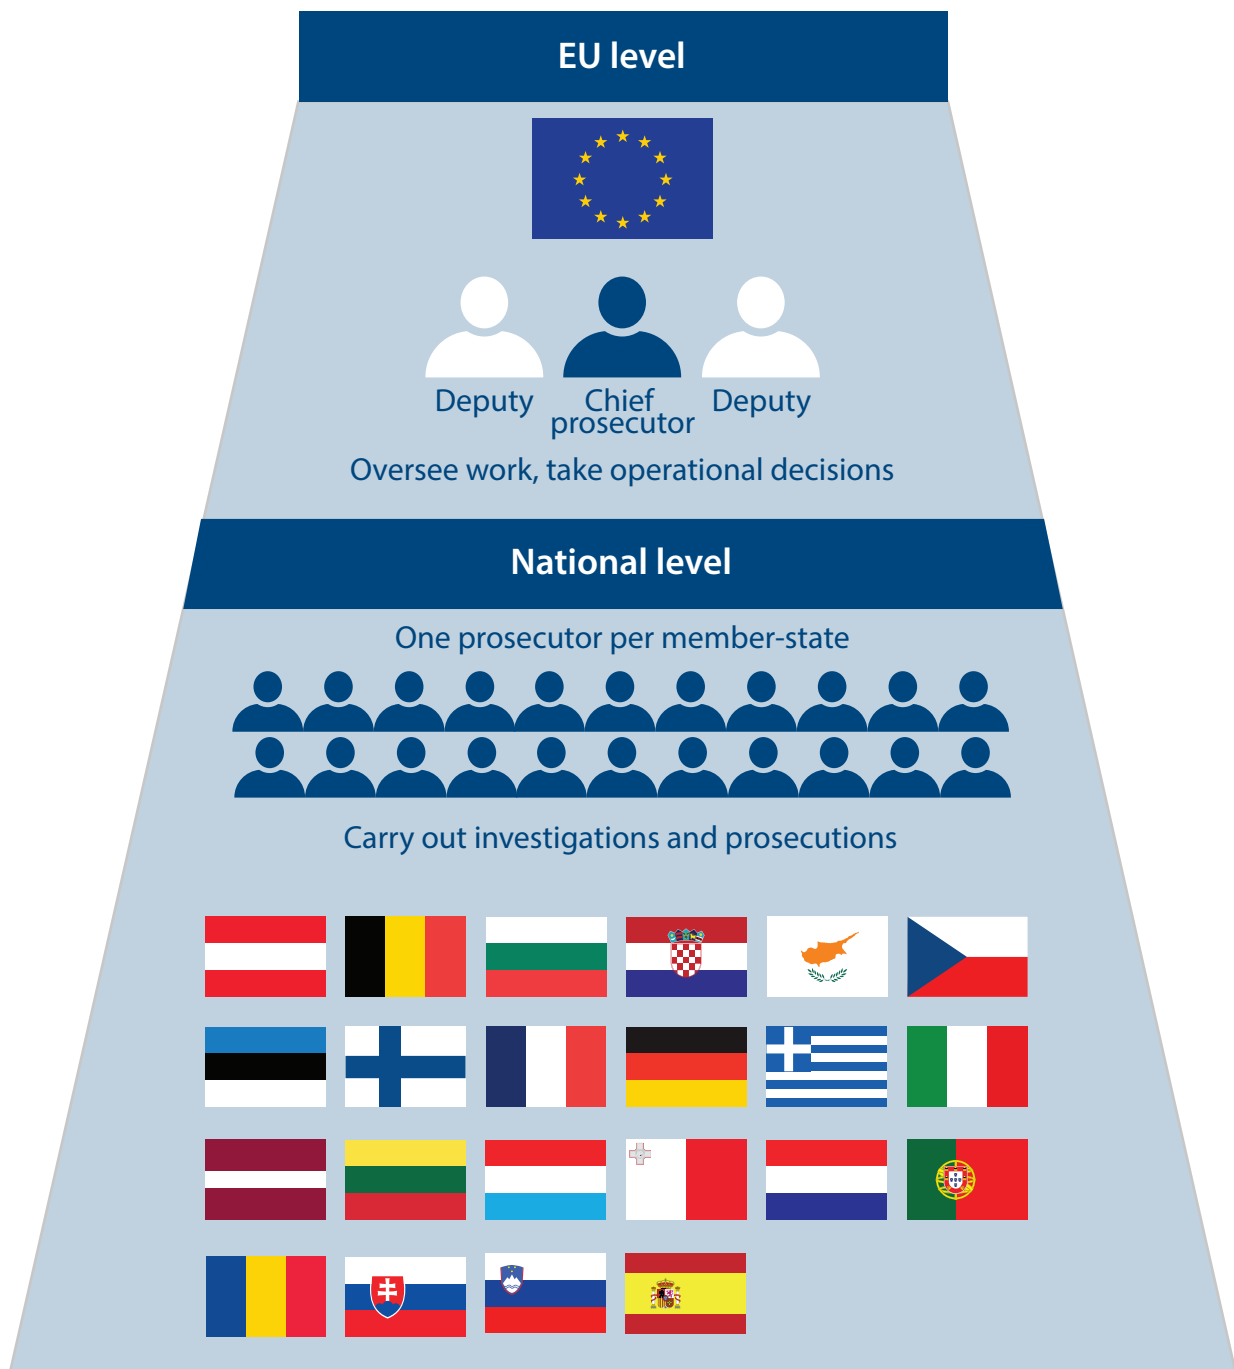 EU level
Deputy
Chief
prosecutor
Deputy
Oversee work, take operational decisions
National level
One prosecutor per member-state
Carry out investigations and prosecutions